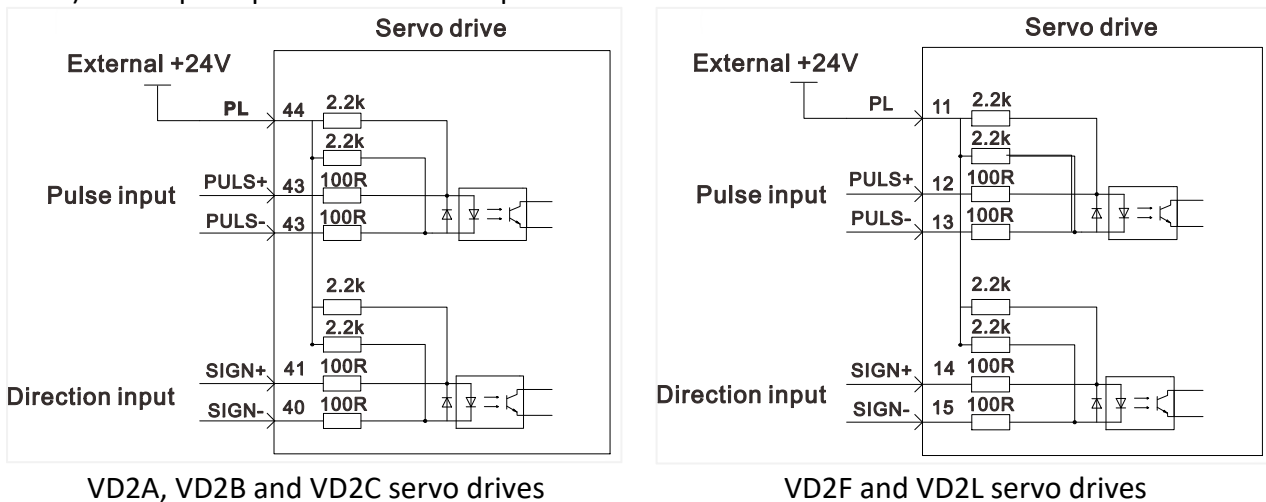 Servo drive
External +24V
PL 44 2.2k
2.2k
Pulse input PULS+ 43 100R
PULS- 43 100R
2.2k
2.2k
SIGN+ 41 100R
Direction input
SIGN- 40 100R
VD2A, VD2B and VD2C servo drives
Servo drive
External +24V
PL 11 2.2k
2.2k
Pulse input PULS+ 12 100R
PULS- 13 100R
2.2k
2.2k
SIGN+ 14 100R
Direction input
SIGN- 15 100R
VD2F and VD2L servo drives